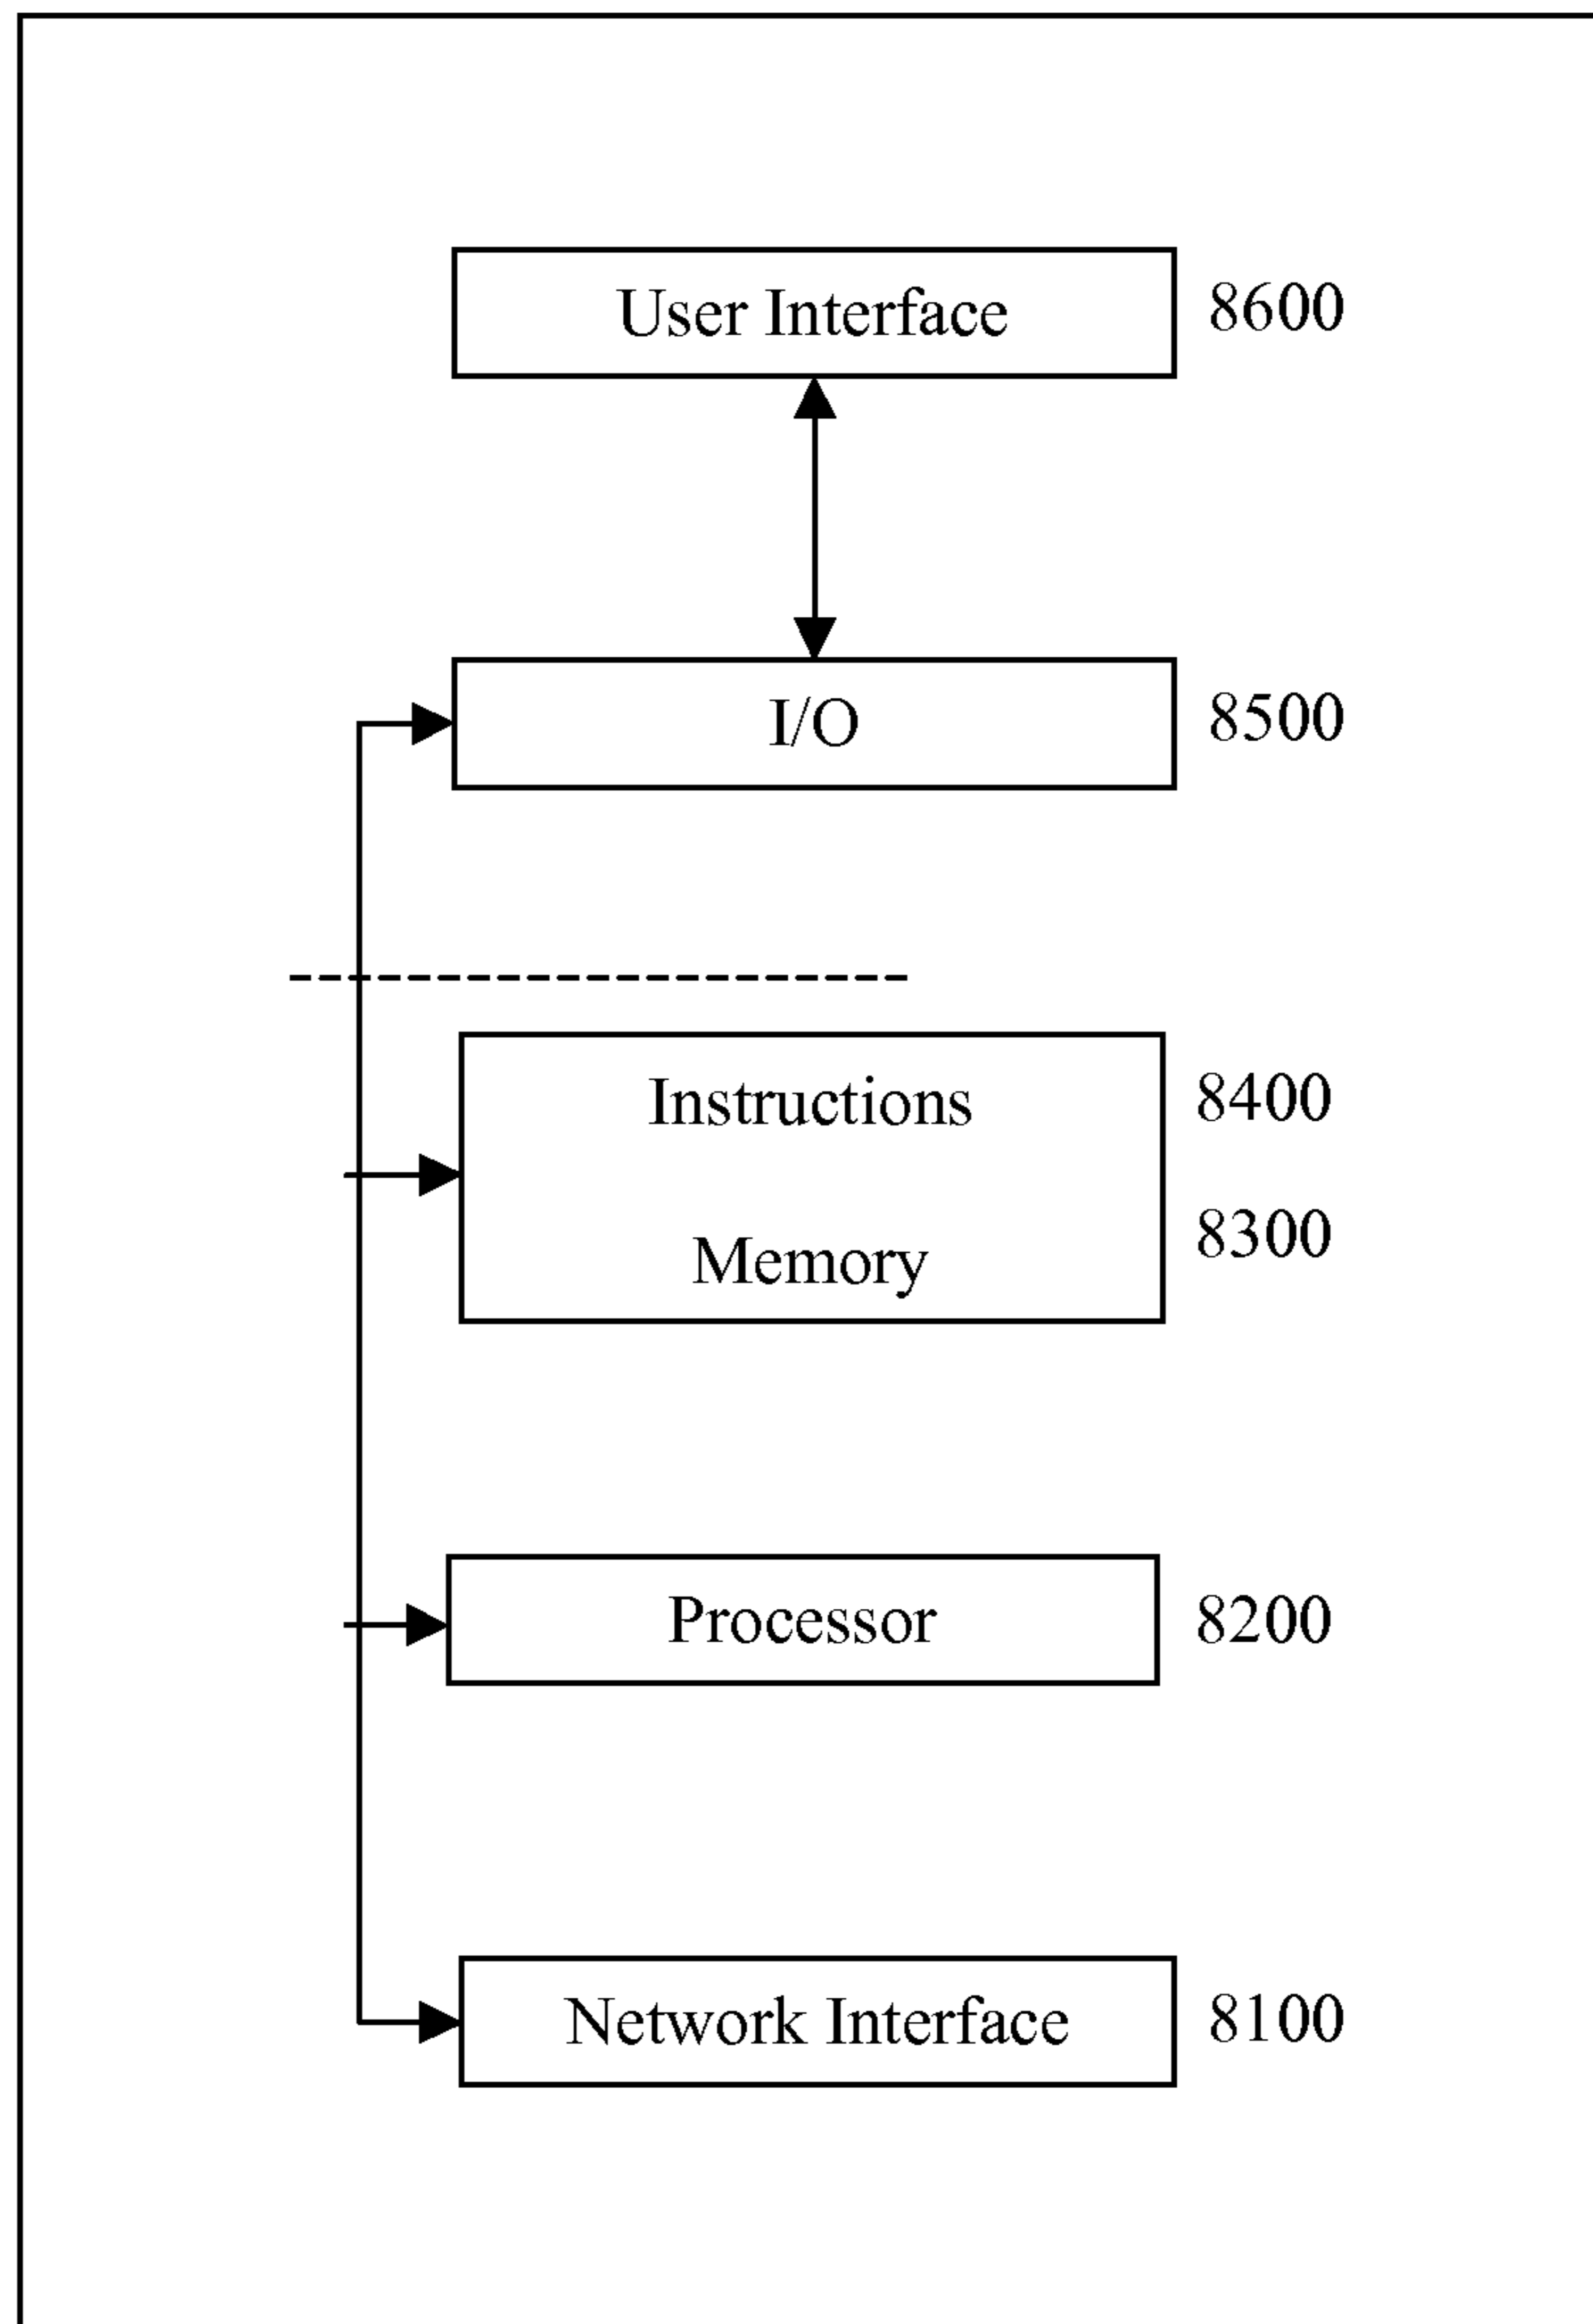 User Interface 8600
I/O 8500
Instructions 8400
Memory 8300
Processor 8200
Network Interface 8100